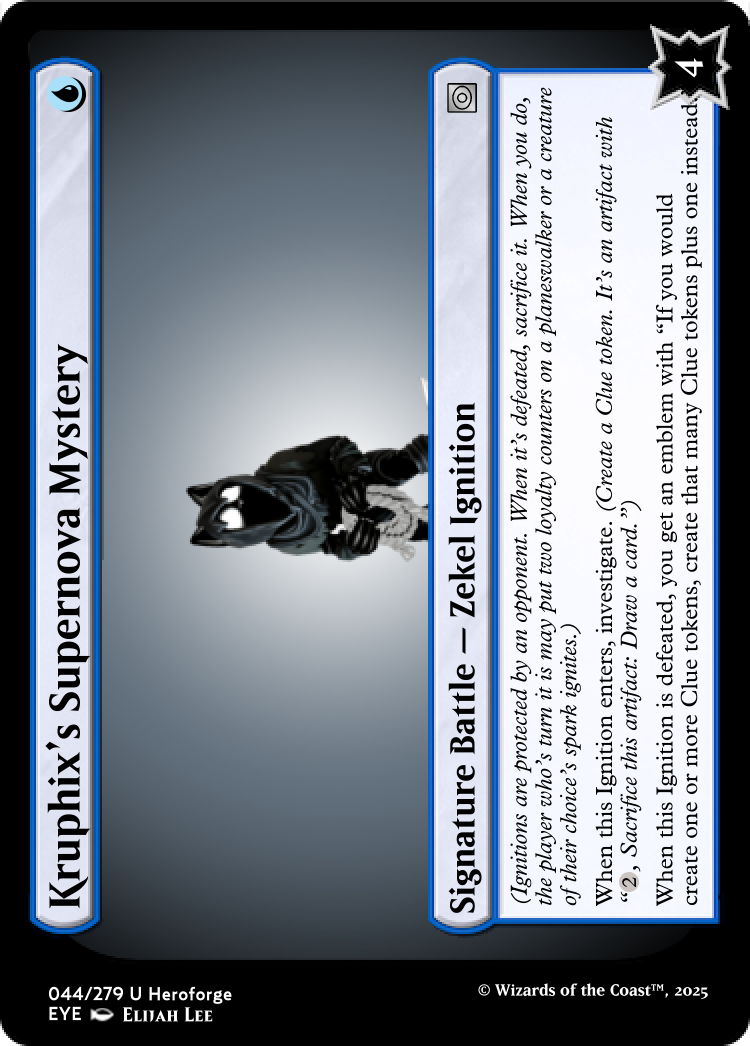 Kruphix's Supernova Mystery
Signature Battle — Zekel Ignition
(Ignitions are protected by an opponent. When it's defeated, sacrifice it. When you do,
the player who's turn it is may put two loyalty counters on a planeswalker or a creature
of their choice's spark ignites.)
When this Ignition enters, investigate. (Create a Clue token. It's an artifact with
“2, Sacrifice this artifact: Draw a card.”)
When this Ignition is defeated, you get an emblem with “If you would
create one or more Clue tokens, create that many Clue tokens plus one instead.
4
044/279 U Heroforge
EYE Elijah Lee
© Wizards of the Coast™, 2025